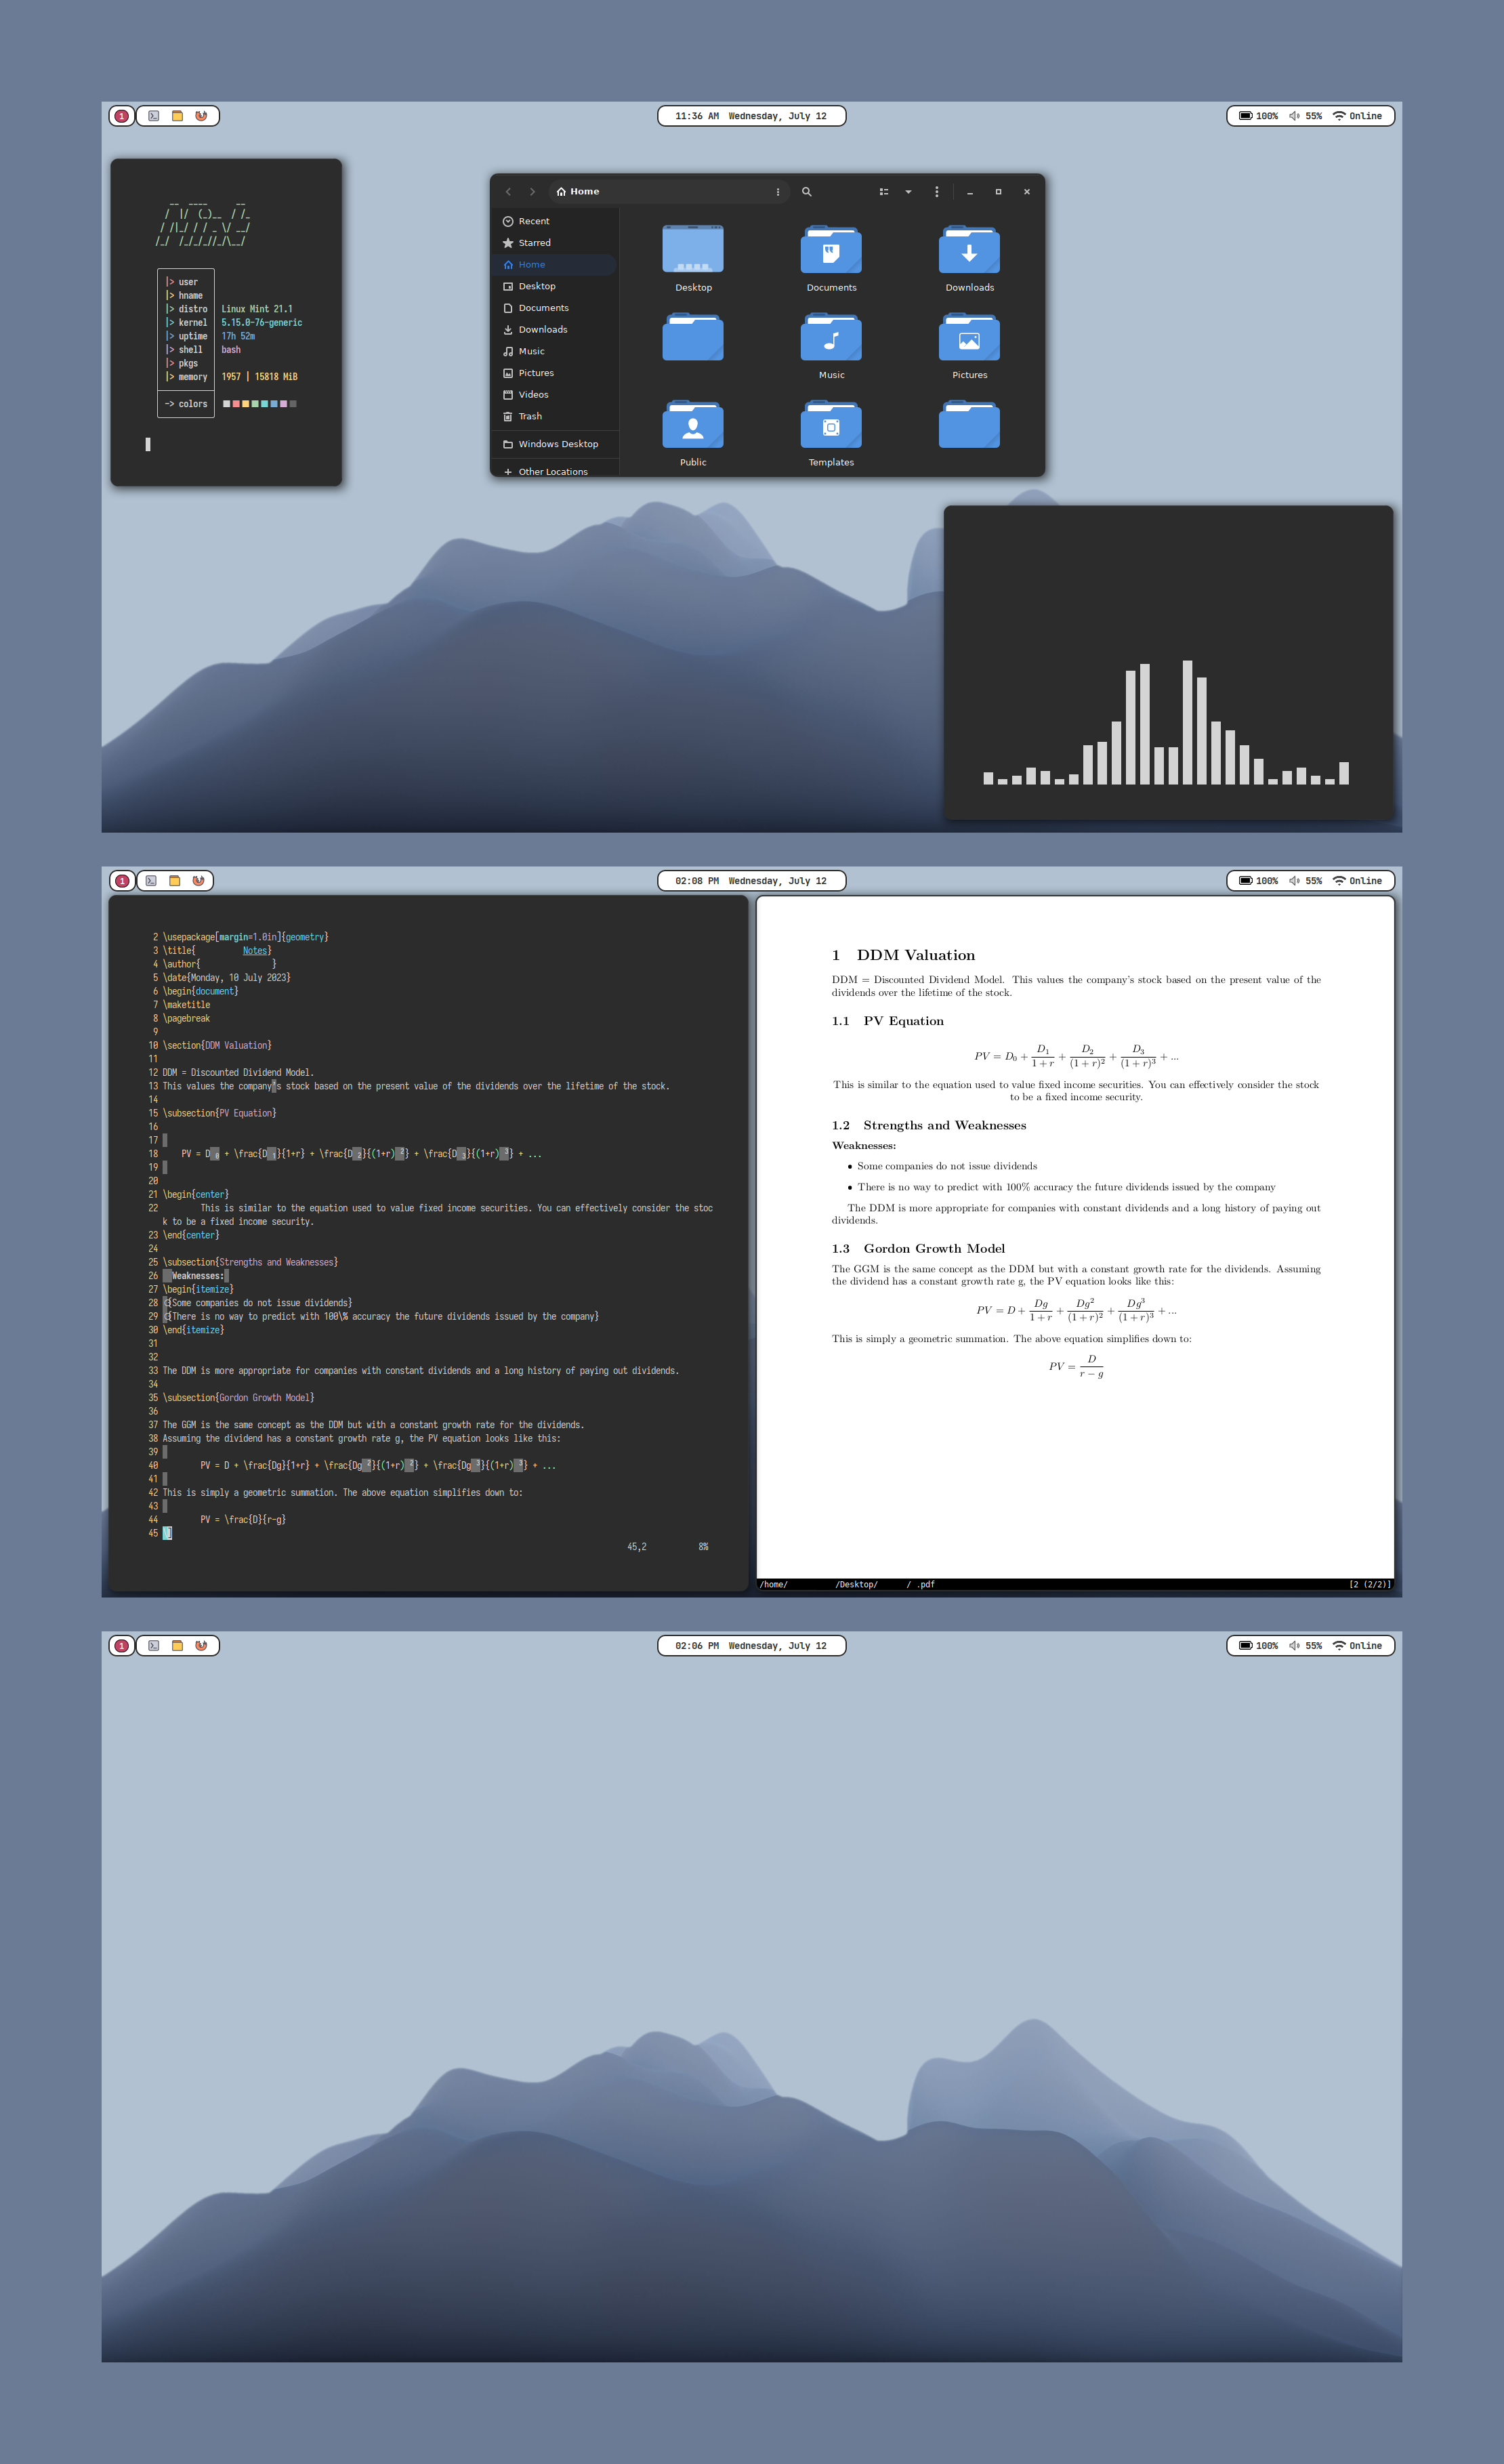 1
11:36 AM Wednesday, July 12
100% 55% Online
__ ____ __
/ |/ (_)__ / /_
/ /|_/ / / _ \/ __/
/_/ /_/_/_//_/\__/
|> user
|> hname
|> distro Linux Mint 21.1
|> kernel 5.15.0-76-generic
|> uptime 17h 52m
|> shell bash
|> pkgs
|> memory 1957 | 15818 MiB
-> colors
Home
Recent
Starred
Home
Desktop
Documents
Downloads
Music
Pictures
Videos
Trash
Windows Desktop
Other Locations
Desktop Documents Downloads
Music Pictures
Public Templates
1
02:08 PM Wednesday, July 12
100% 55% Online
2 \usepackage[margin=1.0in]{geometry}
3 \title{ Notes}
4 \author{ }
5 \date{Monday, 10 July 2023}
6 \begin{document}
7 \maketitle
8 \pagebreak
9
10 \section{DDM Valuation}
11
12 DDM = Discounted Dividend Model.
13 This values the company's stock based on the present value of the dividends over the lifetime of the stock.
14
15 \subsection{PV Equation}
16
17
18 PV = D₀ + \frac{D₁}{1+r} + \frac{D₂}{(1+r)²} + \frac{D₃}{(1+r)³} + ...
19
20
21 \begin{center}
22 This is similar to the equation used to value fixed income securities. You can effectively consider the stoc
k to be a fixed income security.
23 \end{center}
24
25 \subsection{Strengths and Weaknesses}
26 Weaknesses:
27 \begin{itemize}
28 {Some companies do not issue dividends}
29 {There is no way to predict with 100\% accuracy the future dividends issued by the company}
30 \end{itemize}
31
32
33 The DDM is more appropriate for companies with constant dividends and a long history of paying out dividends.
34
35 \subsection{Gordon Growth Model}
36
37 The GGM is the same concept as the DDM but with a constant growth rate for the dividends.
38 Assuming the dividend has a constant growth rate g, the PV equation looks like this:
39
40 PV = D + \frac{Dg}{1+r} + \frac{Dg²}{(1+r)²} + \frac{Dg³}{(1+r)³} + ...
41
42 This is simply a geometric summation. The above equation simplifies down to:
43
44 PV = \frac{D}{r-g}
45 \]
45,2 8%
1 DDM Valuation
DDM = Discounted Dividend Model. This values the company's stock based on the present value of the
dividends over the lifetime of the stock.
1.1 PV Equation
PV = D₀ + D₁/(1 + r) + D₂/(1 + r)² + D₃/(1 + r)³ + ...
This is similar to the equation used to value fixed income securities. You can effectively consider the stock
to be a fixed income security.
1.2 Strengths and Weaknesses
Weaknesses:
• Some companies do not issue dividends
• There is no way to predict with 100% accuracy the future dividends issued by the company
The DDM is more appropriate for companies with constant dividends and a long history of paying out
dividends.
1.3 Gordon Growth Model
The GGM is the same concept as the DDM but with a constant growth rate for the dividends. Assuming
the dividend has a constant growth rate g, the PV equation looks like this:
PV = D + Dg/(1 + r) + Dg²/(1 + r)² + Dg³/(1 + r)³ + ...
This is simply a geometric summation. The above equation simplifies down to:
PV = D/(r − g)
/home/ /Desktop/ / .pdf [2 (2/2)]
1
02:06 PM Wednesday, July 12
100% 55% Online